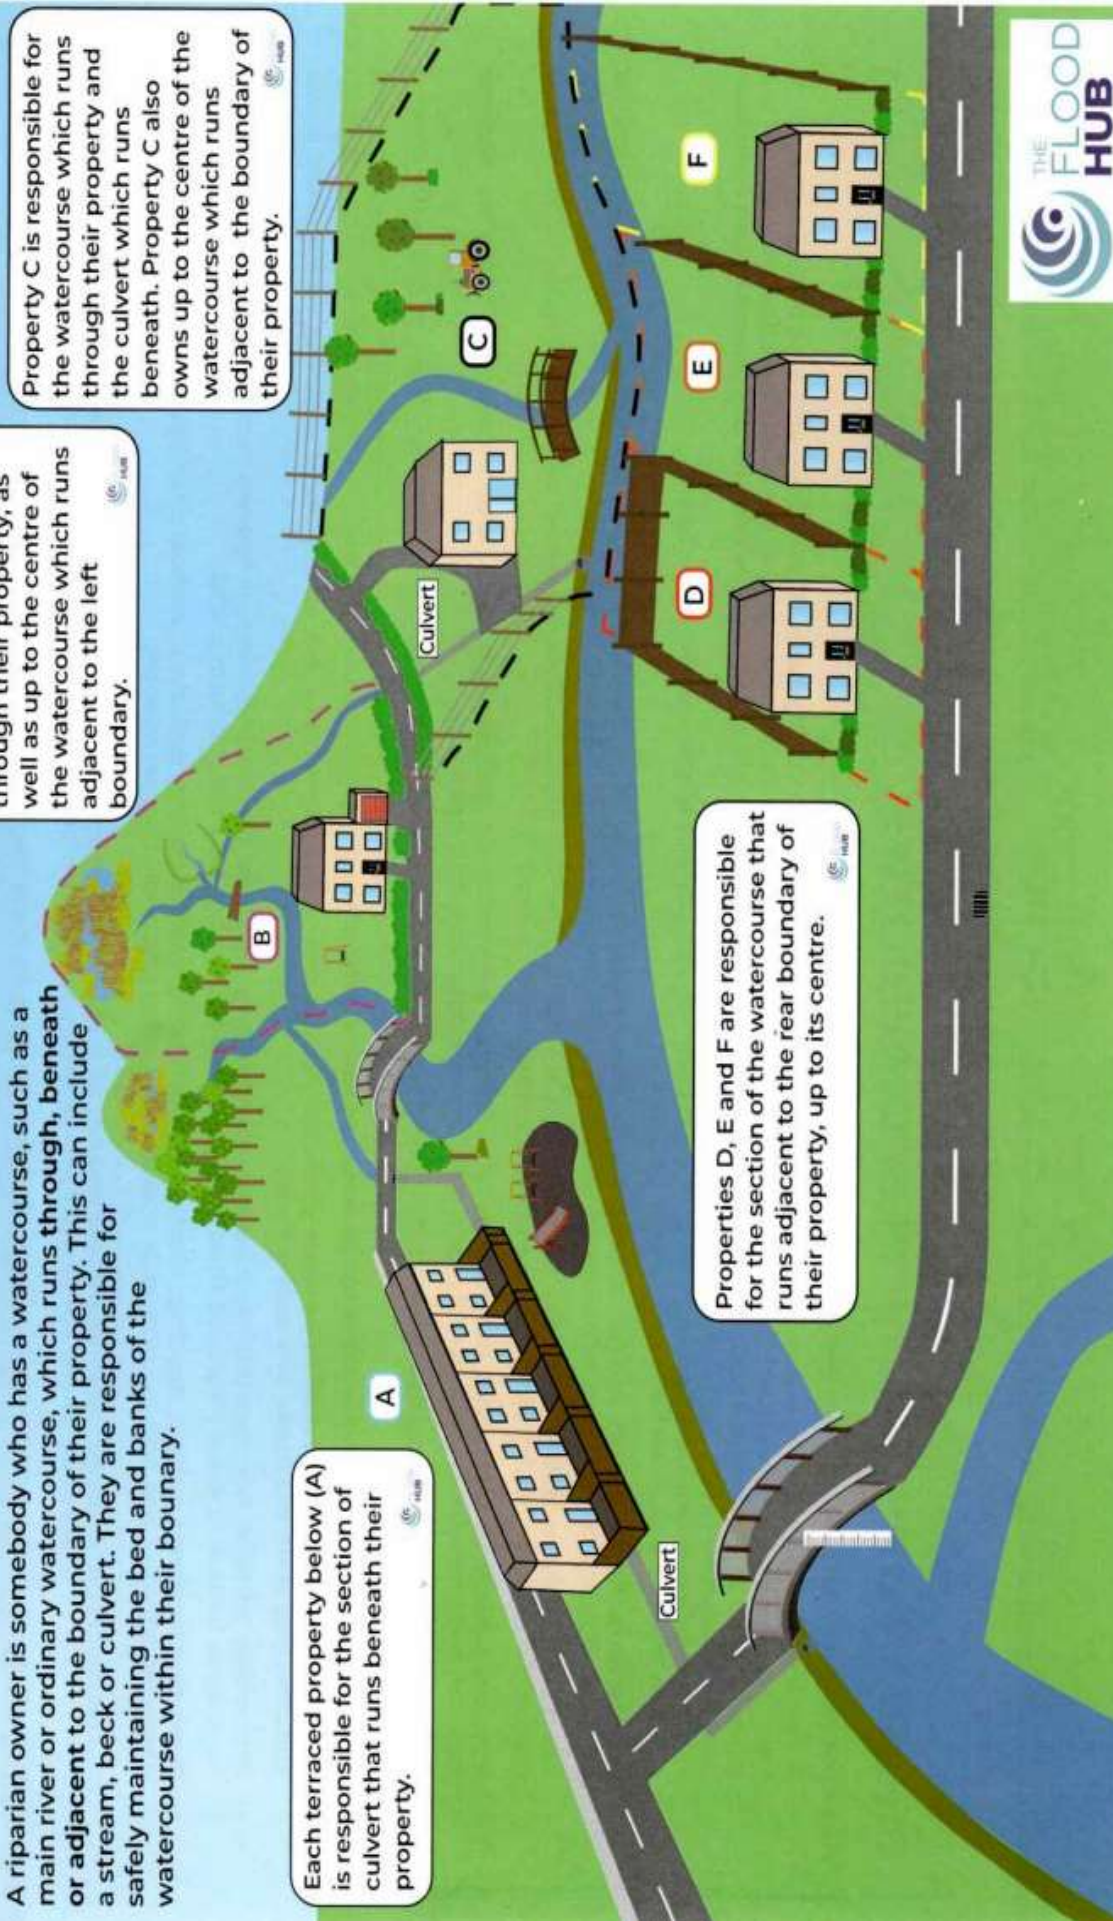 A riparian owner is somebody who has a watercourse, such as a
main river or ordinary watercourse, which runs through, beneath
or adjacent to the boundary of their property. This can include
a stream, beck or culvert. They are responsible for
safely maintaining the bed and banks of the
watercourse within their bounary.
through their property, as
well as up to the centre of
the watercourse which runs
adjacent to the left
boundary.
HUB
Property C is responsible for
the watercourse which runs
through their property and
the culvert which runs
beneath. Property C also
owns up to the centre of the
watercourse which runs
adjacent to the boundary of
their property.
HUB
Each terraced property below (A)
is responsible for the section of
culvert that runs beneath their
property.
HUB
A
B
C
Culvert
Culvert
D
E
F
Properties D, E and F are responsible
for the section of the watercourse that
runs adjacent to the rear boundary of
their property, up to its centre.
HUB
THE
FLOOD
HUB